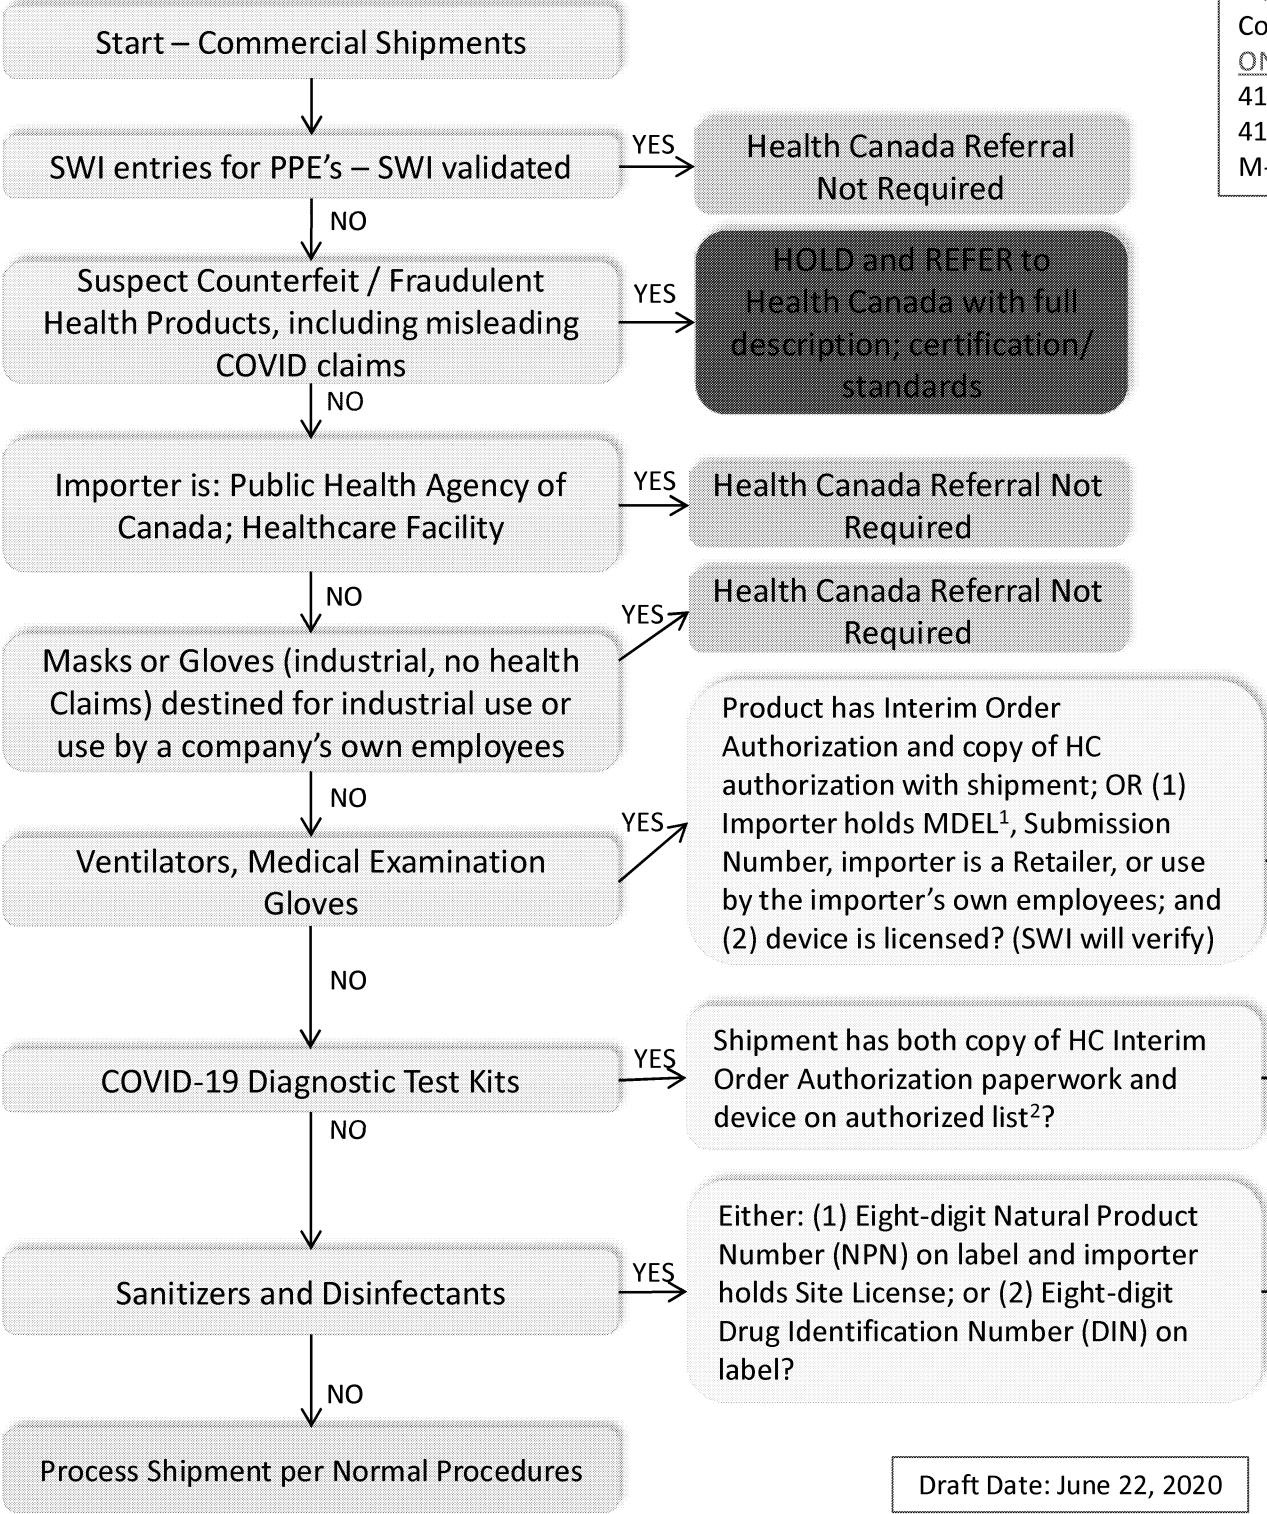 Start – Commercial Shipments
Co
ON
41
41
M-
SWI entries for PPE’s – SWI validated
YES
Health Canada Referral
Not Required
NO
Suspect Counterfeit / Fraudulent
Health Products, including misleading
COVID claims
YES
HOLD and REFER to
Health Canada with full
description; certification/
standards
NO
Importer is: Public Health Agency of
Canada; Healthcare Facility
YES
Health Canada Referral Not
Required
NO
Masks or Gloves (industrial, no health
Claims) destined for industrial use or
use by a company’s own employees
YES
Health Canada Referral Not
Required
NO
Ventilators, Medical Examination
Gloves
YES
Product has Interim Order
Authorization and copy of HC
authorization with shipment; OR (1)
Importer holds MDEL¹, Submission
Number, importer is a Retailer, or use
by the importer’s own employees; and
(2) device is licensed? (SWI will verify)
NO
COVID-19 Diagnostic Test Kits
YES
Shipment has both copy of HC Interim
Order Authorization paperwork and
device on authorized list²?
NO
Sanitizers and Disinfectants
YES
Either: (1) Eight-digit Natural Product
Number (NPN) on label and importer
holds Site License; or (2) Eight-digit
Drug Identification Number (DIN) on
label?
NO
Process Shipment per Normal Procedures
Draft Date: June 22, 2020